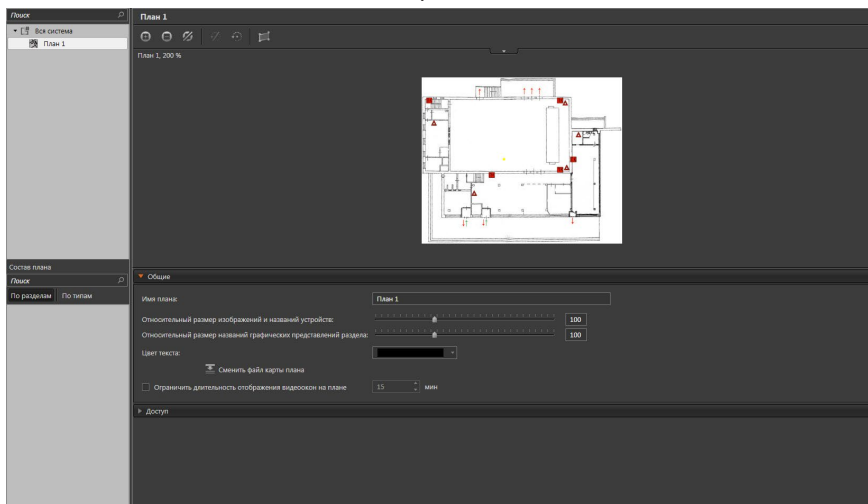 Поиск
Вся система
План 1
План 1
План 1, 200 %
Состав плана
Поиск
По разделам По типам
Общие
Имя плана: План 1
Относительный размер изображений и названий устройств: 100
Относительный размер названий графических представлений раздела: 100
Цвет текста:
Сменить файл карты плана
Ограничить длительность отображения видеоокон на плане 15 мин
Доступ